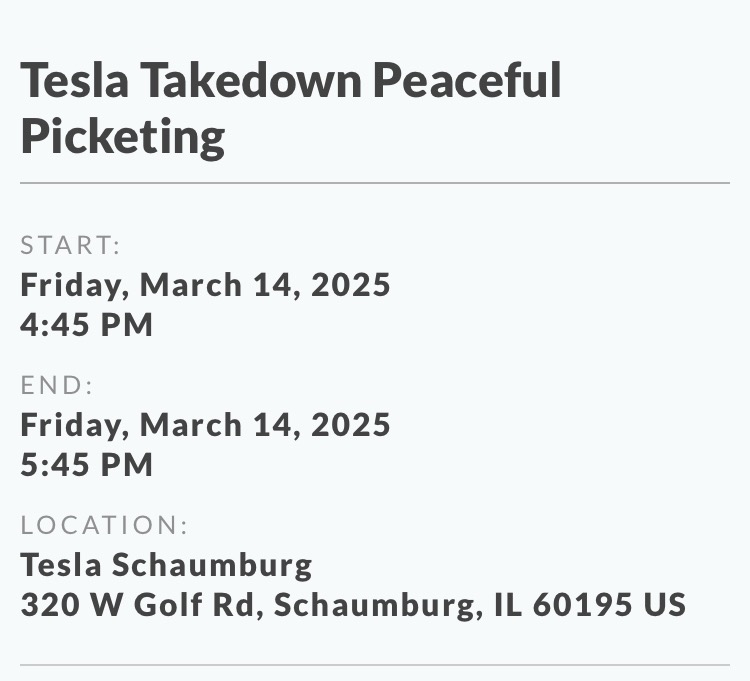 Tesla Takedown Peaceful
Picketing
START:
Friday, March 14, 2025
4:45 PM
END:
Friday, March 14, 2025
5:45 PM
LOCATION:
Tesla Schaumburg
320 W Golf Rd, Schaumburg, IL 60195 US